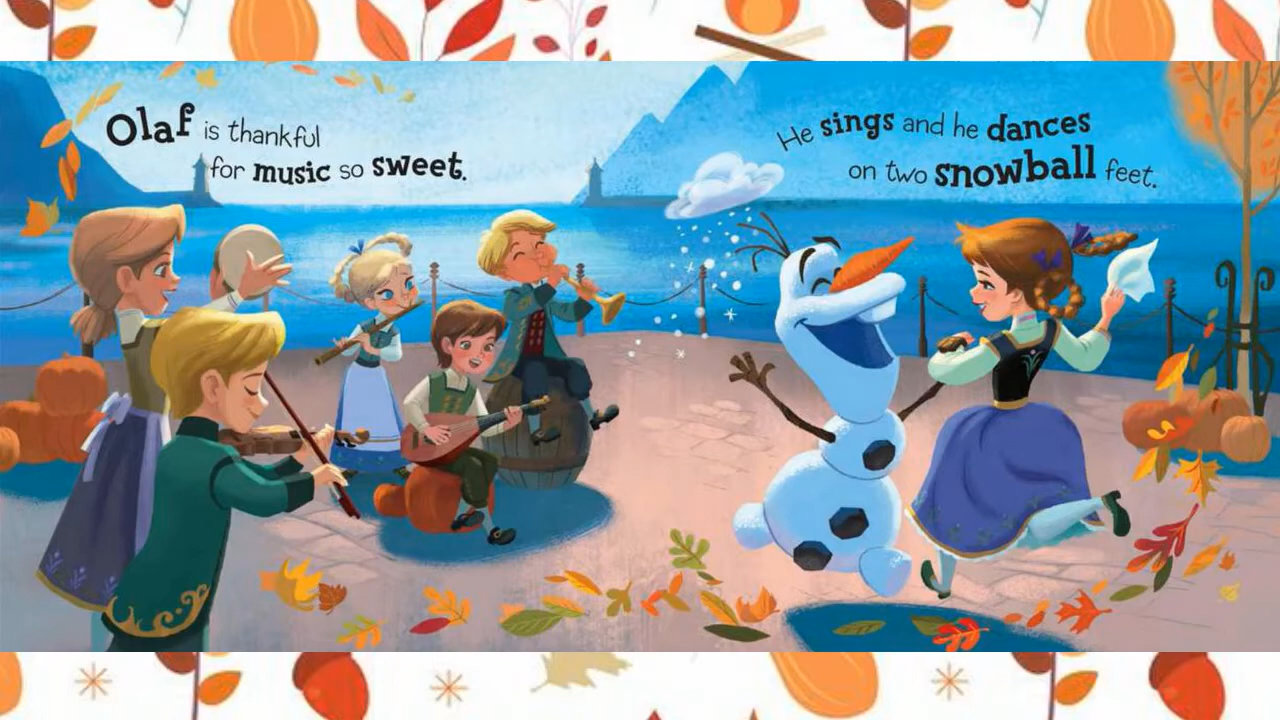 Olaf is thankful
for music so sweet.
He sings and he dances
on two snowball feet.